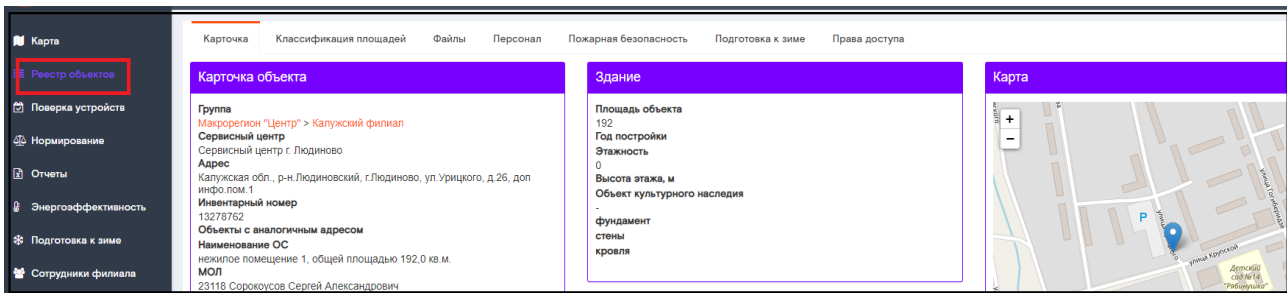 Карта
Реестр объектов
Поверка устройств
Нормирование
Отчеты
Энергоэффективность
Подготовка к зиме
Сотрудники филиала
Карточка Классификация площадей Файлы Персонал Пожарная безопасность Подготовка к зиме Права доступа
Карточка объекта
Группа
Макрорегион "Центр" > Калужский филиал
Сервисный центр
Сервисный центр г. Людиново
Адрес
Калужская обл., р-н.Людиновский, г.Людиново, ул.Урицкого, д.26, доп
инфо.пом.1
Инвентарный номер
13278762
Объекты с аналогичным адресом
Наименование ОС
нежилое помещение 1, общей площадью 192,0 кв.м.
МОЛ
23118 Сорокоусов Сергей Александрович
Здание
Площадь объекта
192
Год постройки
Этажность
0
Высота этажа, м
Объект культурного наследия
-
фундамент
стены
кровля
Карта
+
−
P
улица Крупской
Детский
сад №14
"Рябинушка"